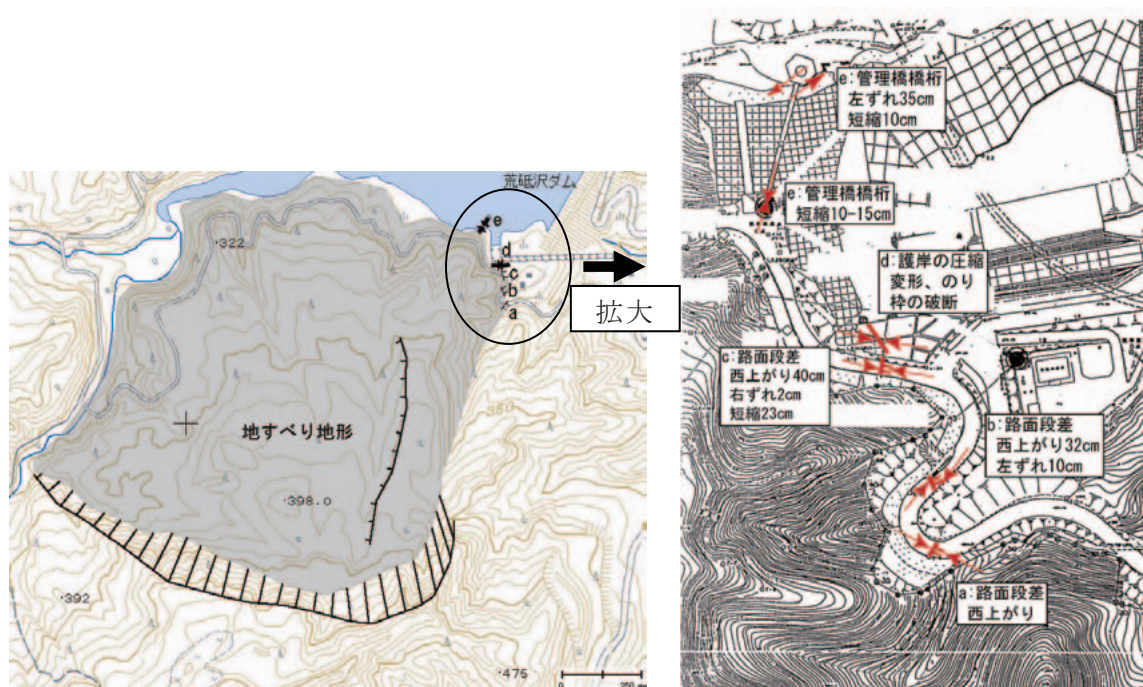 荒砥沢ダム
e
d
c
b
a
・322
地すべり地形
・398.0
350
・392
・475
0
250
拡大
e：管理橋橋桁
左ずれ35cm
短縮10cm
e：管理橋橋桁
短縮10-15cm
d：護岸の圧縮
変形、のり
枠の破断
c：路面段差
西上がり40cm
右ずれ2cm
短縮23cm
b：路面段差
西上がり32cm
左ずれ10cm
a：路面段差
西上がり